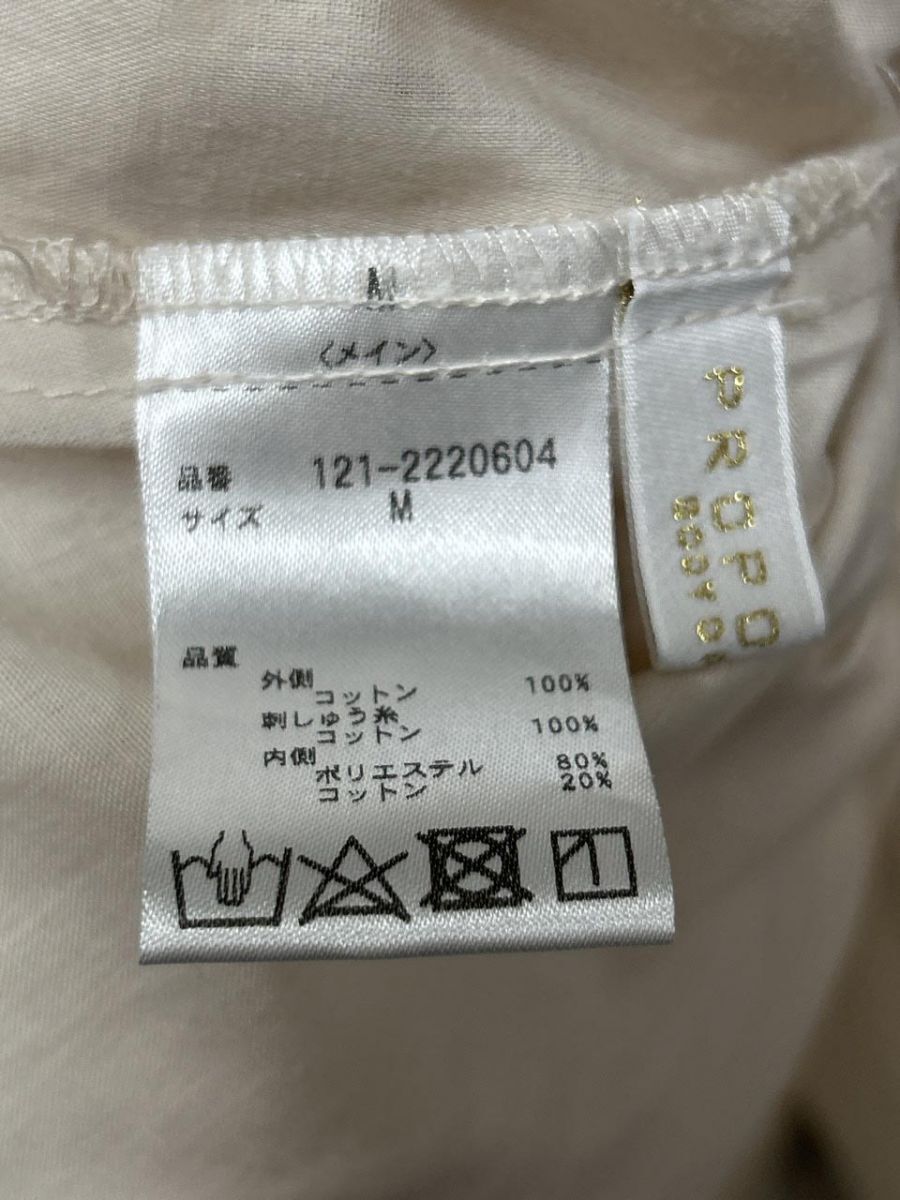 M
〈メイン〉
品番 121-2220604
サイズ M
品質
外側
コットン 100%
刺しゅう糸
コットン 100%
内側
ポリエステル 80%
コットン 20%
PROPO
BODY D